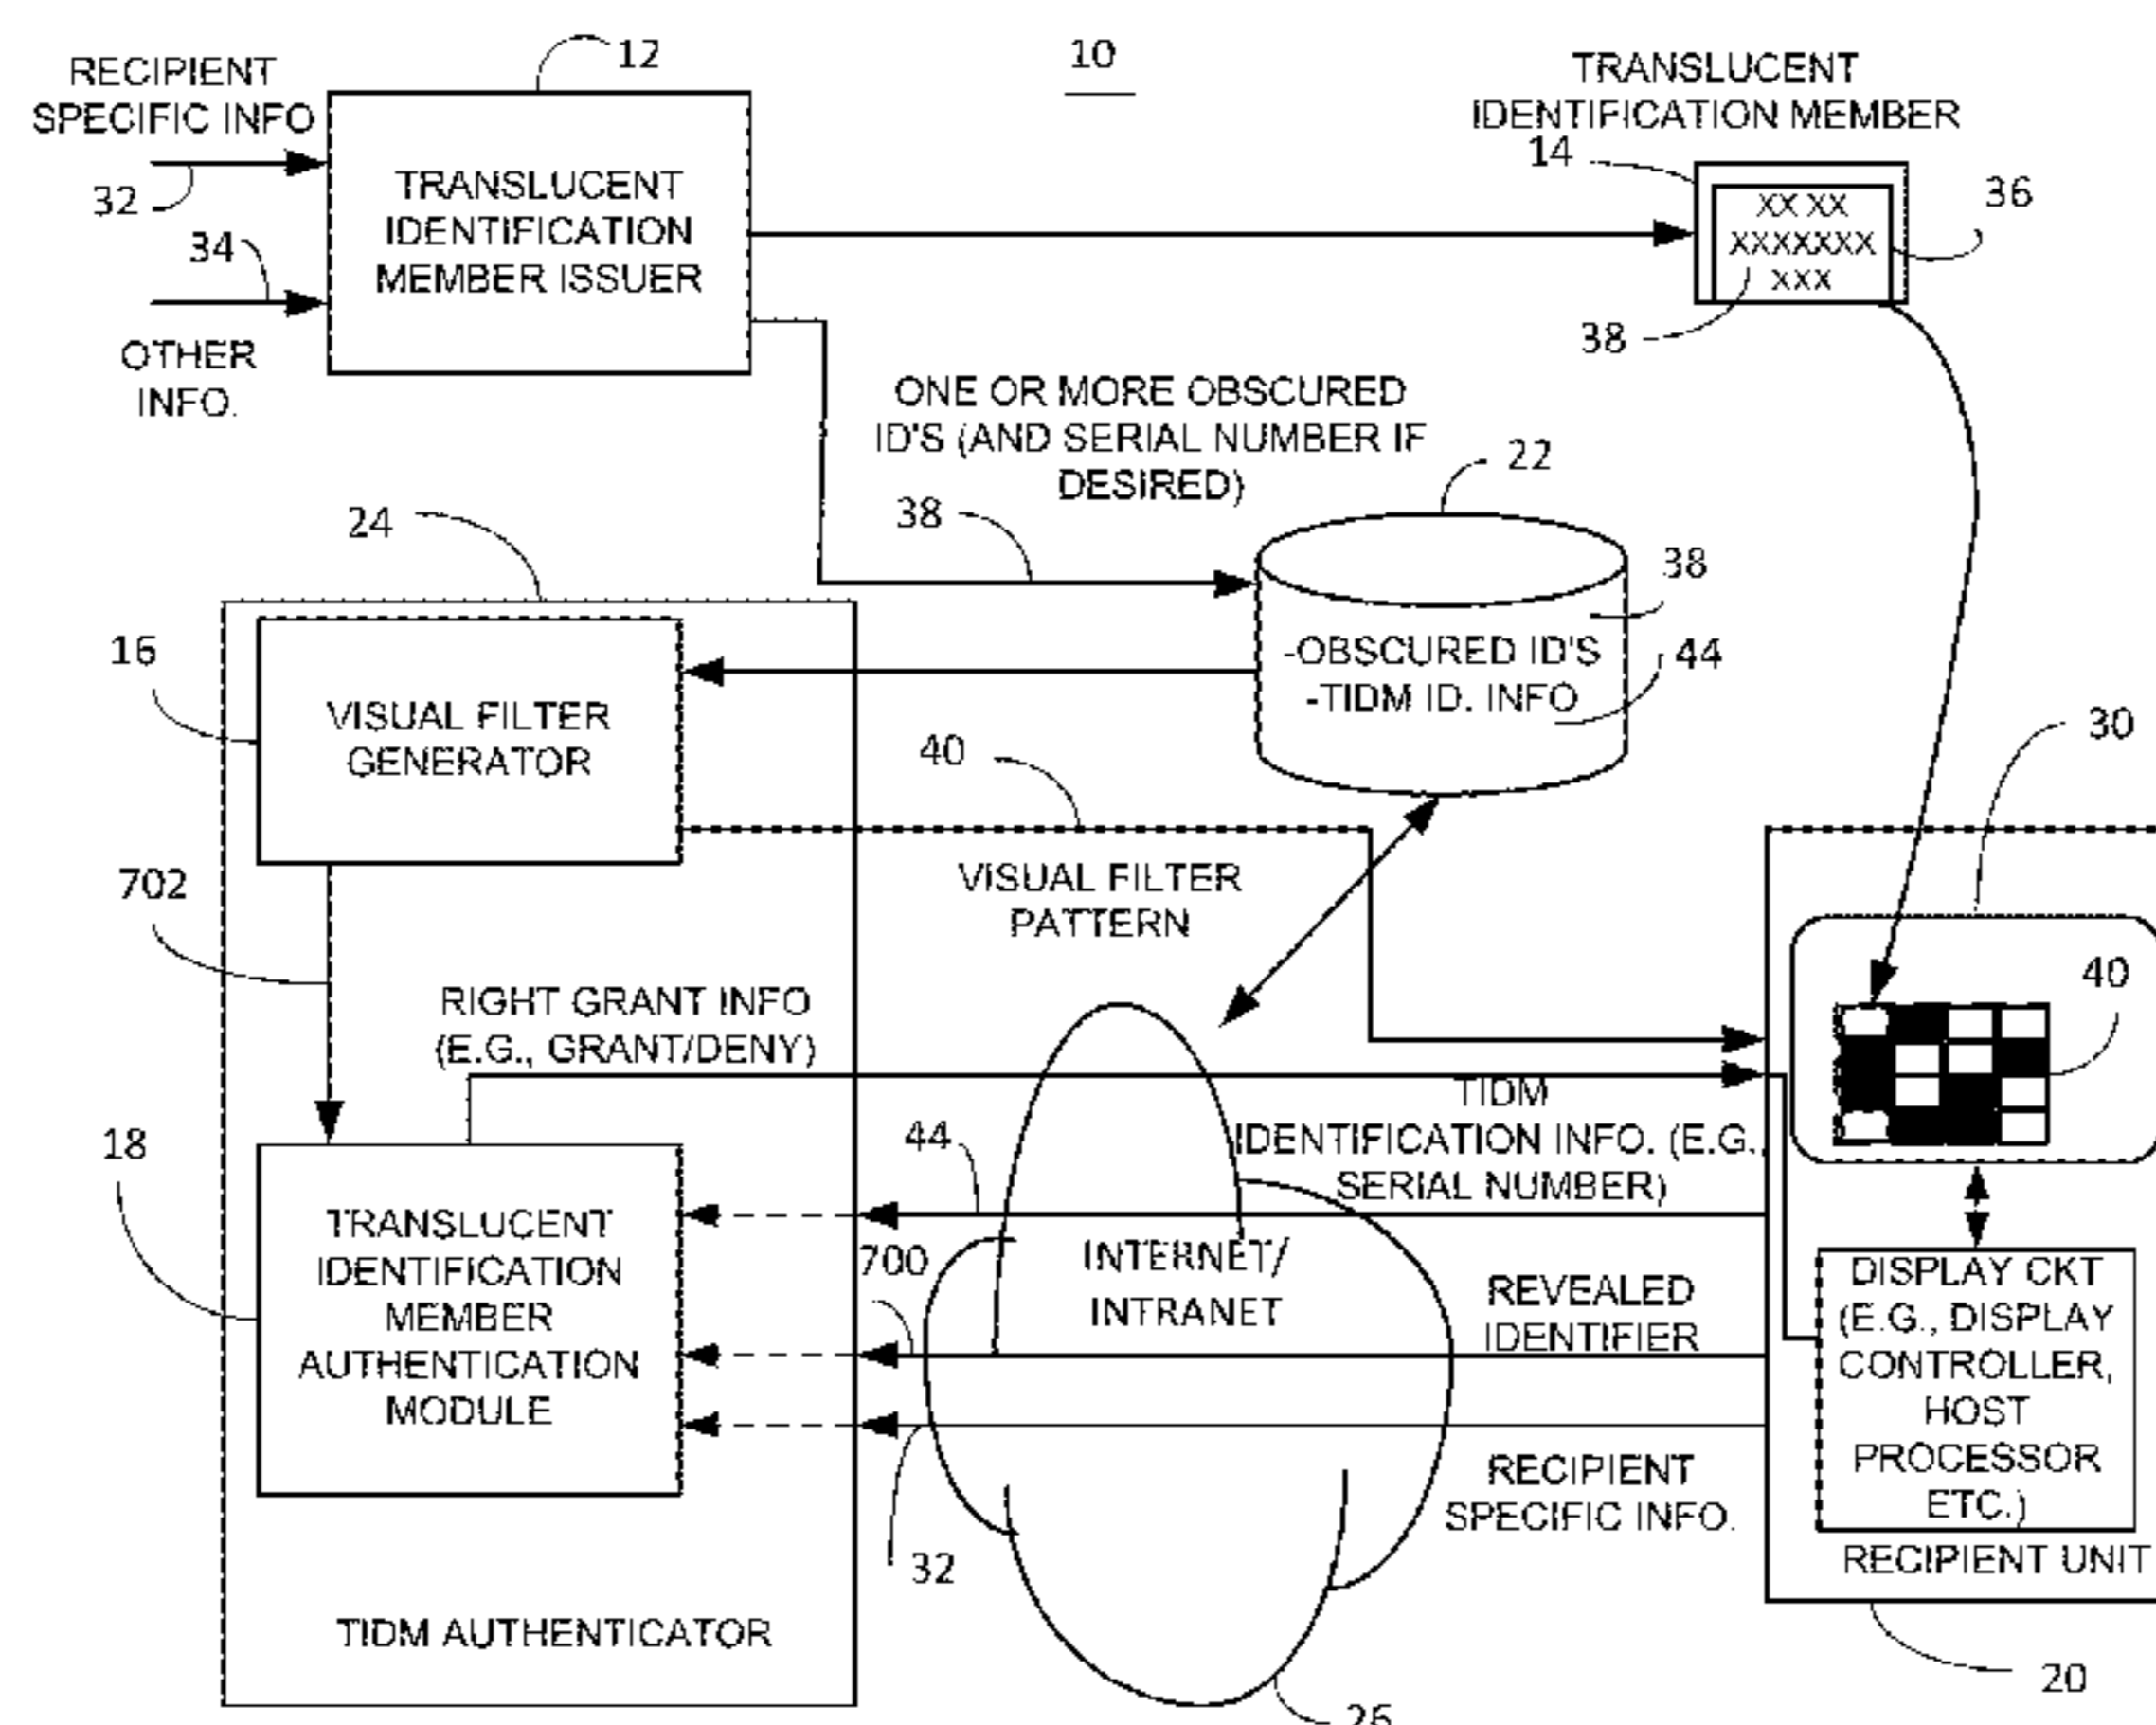 12
10
RECIPIENT
SPECIFIC INFO
TRANSLUCENT
IDENTIFICATION MEMBER
14
32
TRANSLUCENT
IDENTIFICATION
MEMBER ISSUER
36
XX XX
XXXXXXX
XXX
34
38
OTHER
INFO.
ONE OR MORE OBSCURED
ID'S (AND SERIAL NUMBER IF
DESIRED)
22
38
24
38
-OBSCURED ID'S
-TIDM ID. INFO
44
16
VISUAL FILTER
GENERATOR
40
30
VISUAL FILTER
PATTERN
702
40
RIGHT GRANT INFO
(E.G., GRANT/DENY)
TIDM
IDENTIFICATION INFO. (E.G.,
SERIAL NUMBER)
18
44
TRANSLUCENT
IDENTIFICATION
MEMBER
AUTHENTICATION
MODULE
700
INTERNET/
INTRANET
REVEALED
IDENTIFIER
DISPLAY CKT
(E.G., DISPLAY
CONTROLLER,
HOST
PROCESSOR
ETC.)
RECIPIENT
SPECIFIC INFO.
32
RECIPIENT UNIT
TIDM AUTHENTICATOR
20
26